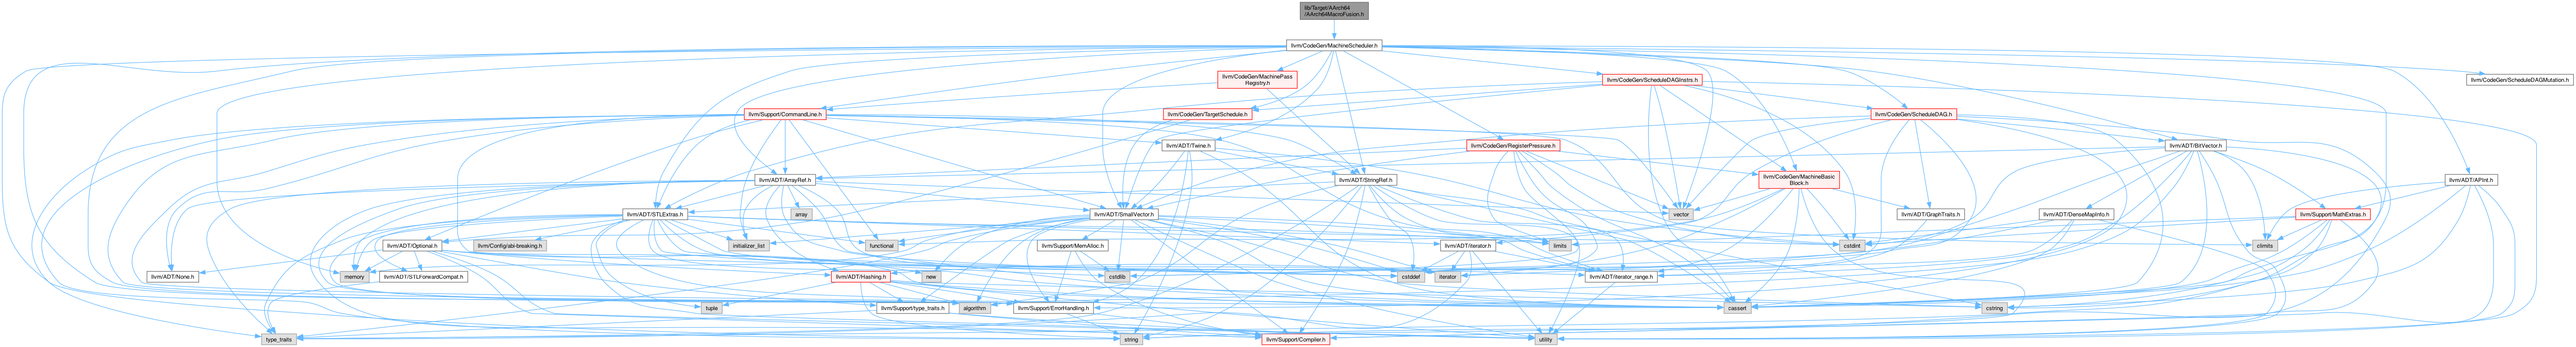 lib/Target/AArch64
/AArch64MacroFusion.h
llvm/CodeGen/MachineScheduler.h
llvm/CodeGen/MachinePass
Registry.h
llvm/CodeGen/ScheduleDAGInstrs.h
llvm/CodeGen/ScheduleDAGMutation.h
llvm/Support/CommandLine.h
llvm/CodeGen/TargetSchedule.h
llvm/CodeGen/ScheduleDAG.h
llvm/ADT/Twine.h
llvm/CodeGen/RegisterPressure.h
llvm/ADT/BitVector.h
llvm/ADT/ArrayRef.h
llvm/ADT/StringRef.h
llvm/CodeGen/MachineBasic
Block.h
llvm/ADT/APInt.h
llvm/ADT/STLExtras.h
array
llvm/ADT/SmallVector.h
vector
llvm/ADT/GraphTraits.h
llvm/ADT/DenseMapInfo.h
llvm/Support/MathExtras.h
llvm/ADT/Optional.h
llvm/Config/abi-breaking.h
initializer_list
functional
llvm/Support/MemAlloc.h
llvm/ADT/iterator.h
limits
cstdint
climits
llvm/ADT/None.h
memory
llvm/ADT/STLForwardCompat.h
llvm/ADT/Hashing.h
new
cstdlib
iterator
cstddef
llvm/ADT/iterator_range.h
tuple
llvm/Support/type_traits.h
algorithm
llvm/Support/ErrorHandling.h
cassert
cstring
type_traits
string
llvm/Support/Compiler.h
utility